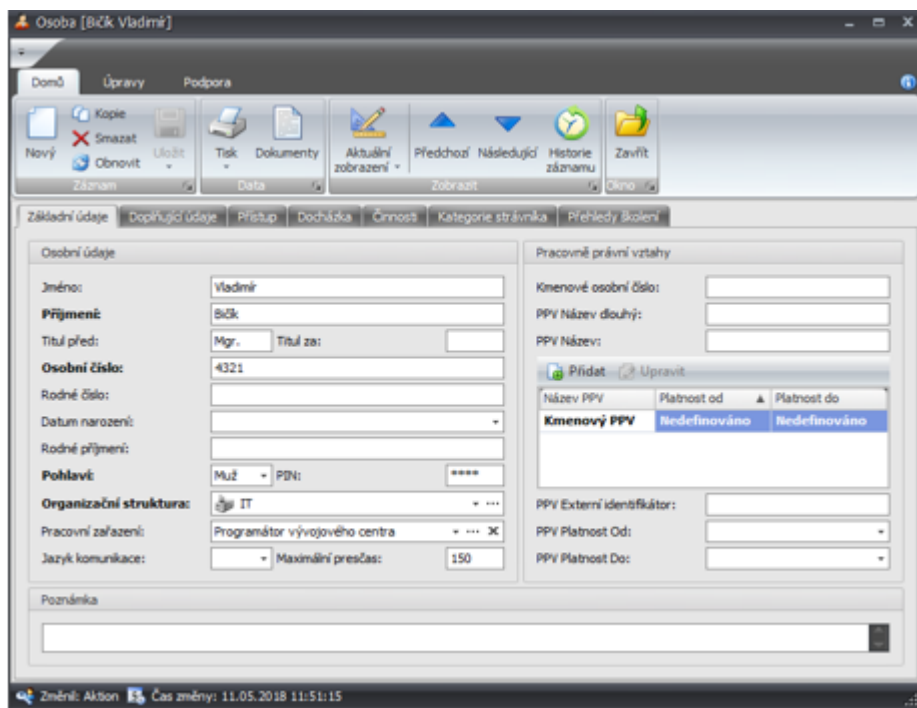 Osoba [Bičík Vladimír]
Domů Úpravy Podpora
Nový Kopie Smazat Obnovit Uložit
Tisk Dokumenty
Aktuální zobrazení Předchozí Následující Historie záznamu
Zavřít
Záznam Data Zobrazit Okno
Základní údaje Doplňující údaje Přístup Docházka Činnosti Kategorie strávníka Přehledy školení
Osobní údaje
Jméno: Vladimír
Příjmení: Bičík
Titul před: Mgr. Titul za:
Osobní číslo: 4321
Rodné číslo:
Datum narození:
Rodné příjmení:
Pohlaví: Muž PIN: ****
Organizační struktura: IT
Pracovní zařazení: Programátor vývojového centra
Jazyk komunikace: Maximální presčas: 150
Pracovně právní vztahy
Kmenové osobní číslo:
PPV Název dlouhý:
PPV Název:
Přidat Upravit
Název PPV Platnost od Platnost do
Kmenový PPV Nedefinováno Nedefinováno
PPV Externí identifikátor:
PPV Platnost Od:
PPV Platnost Do:
Poznámka
Změnil: Aktion Čas změny: 11.05.2018 11:51:15